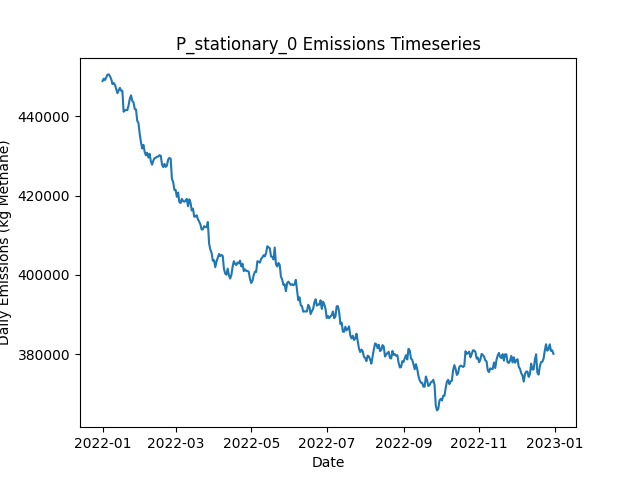 P_stationary_0 Emissions Timeseries
Daily Emissions (kg Methane)
440000
420000
400000
380000
2022-01 2022-03 2022-05 2022-07 2022-09 2022-11 2023-01
Date